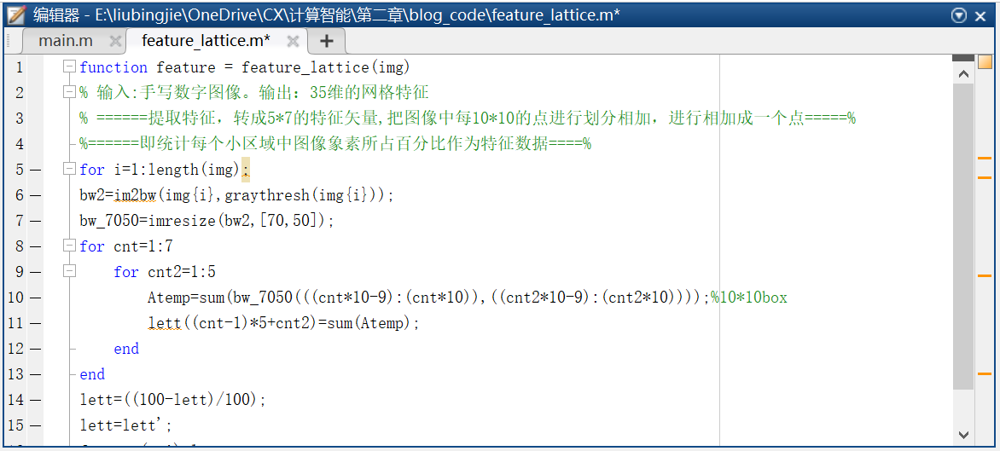 编辑器 - E:\liubingjie\OneDrive\CX\计算智能\第二章\blog_code\feature_lattice.m*
main.m feature_lattice.m* +
1 function feature = feature_lattice(img)
2 % 输入:手写数字图像。输出：35维的网格特征
3 % ======提取特征，转成5*7的特征矢量,把图像中每10*10的点进行划分相加，进行相加成一个点=====%
4 %======即统计每个小区域中图像象素所占百分比作为特征数据====%
5 — for i=1:length(img);
6 — bw2=im2bw(img{i},graythresh(img{i}));
7 — bw_7050=imresize(bw2,[70,50]);
8 — for cnt=1:7
9 — for cnt2=1:5
10 — Atemp=sum(bw_7050(((cnt*10-9):(cnt*10)),((cnt2*10-9):(cnt2*10))));%10*10box
11 — lett((cnt-1)*5+cnt2)=sum(Atemp);
12 — end
13 — end
14 — lett=((100-lett)/100);
15 — lett=lett';